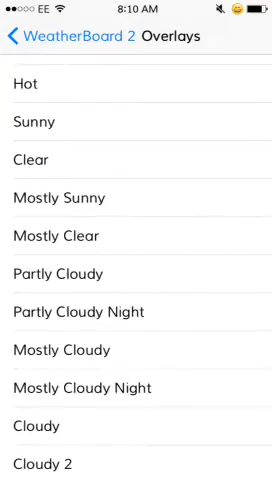 EE 8:10 AM
WeatherBoard 2 Overlays
Hot
Sunny
Clear
Mostly Sunny
Mostly Clear
Partly Cloudy
Partly Cloudy Night
Mostly Cloudy
Mostly Cloudy Night
Cloudy
Cloudy 2